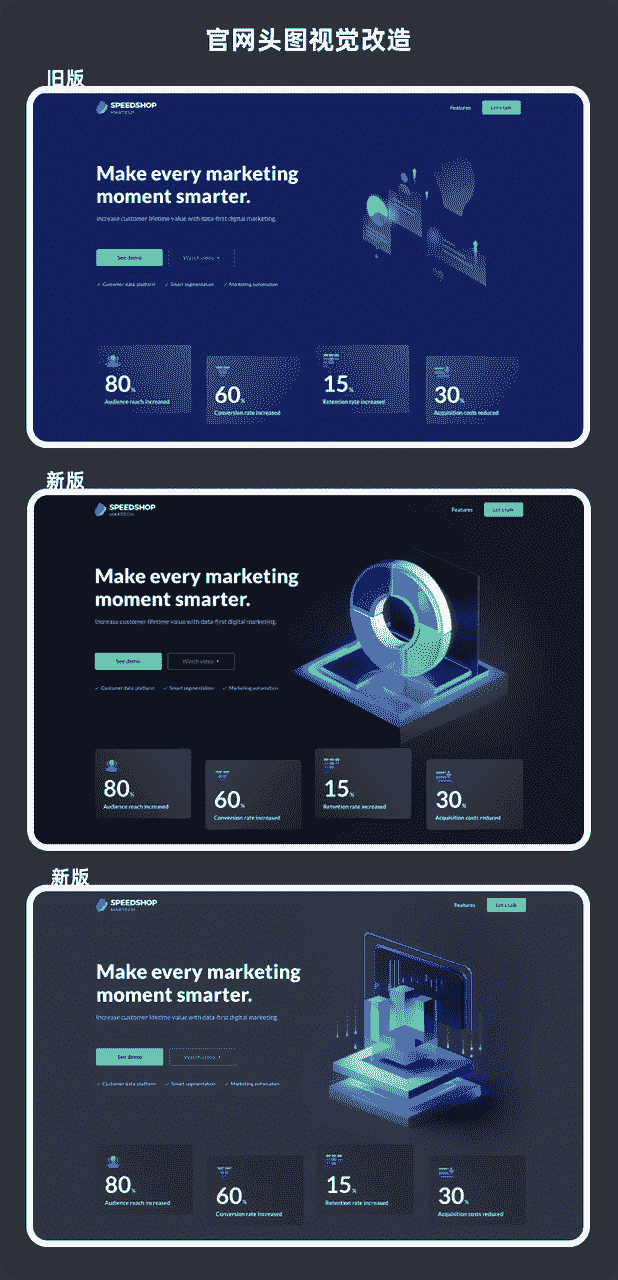 官网头图视觉改造
旧版
SPEEDSHOP
MARTECH
Features
Let's talk
Make every marketing
moment smarter.
Increase customer lifetime value with data-first digital marketing.
See demo
Watch video
✓ Customer data platform ✓ Smart segmentation ✓ Marketing automation
80%
Audience reach increased
60%
Conversion rate increased
15%
Retention rate increased
30%
Acquisition costs reduced
新版
SPEEDSHOP
MARTECH
Features
Let's talk
Make every marketing
moment smarter.
Increase customer lifetime value with data-first digital marketing.
See demo
Watch video
✓ Customer data platform ✓ Smart segmentation ✓ Marketing automation
80%
Audience reach increased
60%
Conversion rate increased
15%
Retention rate increased
30%
Acquisition costs reduced
新版
SPEEDSHOP
MARTECH
Features
Let's talk
Make every marketing
moment smarter.
Increase customer lifetime value with data-first digital marketing.
See demo
Watch video
✓ Customer data platform ✓ Smart segmentation ✓ Marketing automation
80%
Audience reach increased
60%
Conversion rate increased
15%
Retention rate increased
30%
Acquisition costs reduced